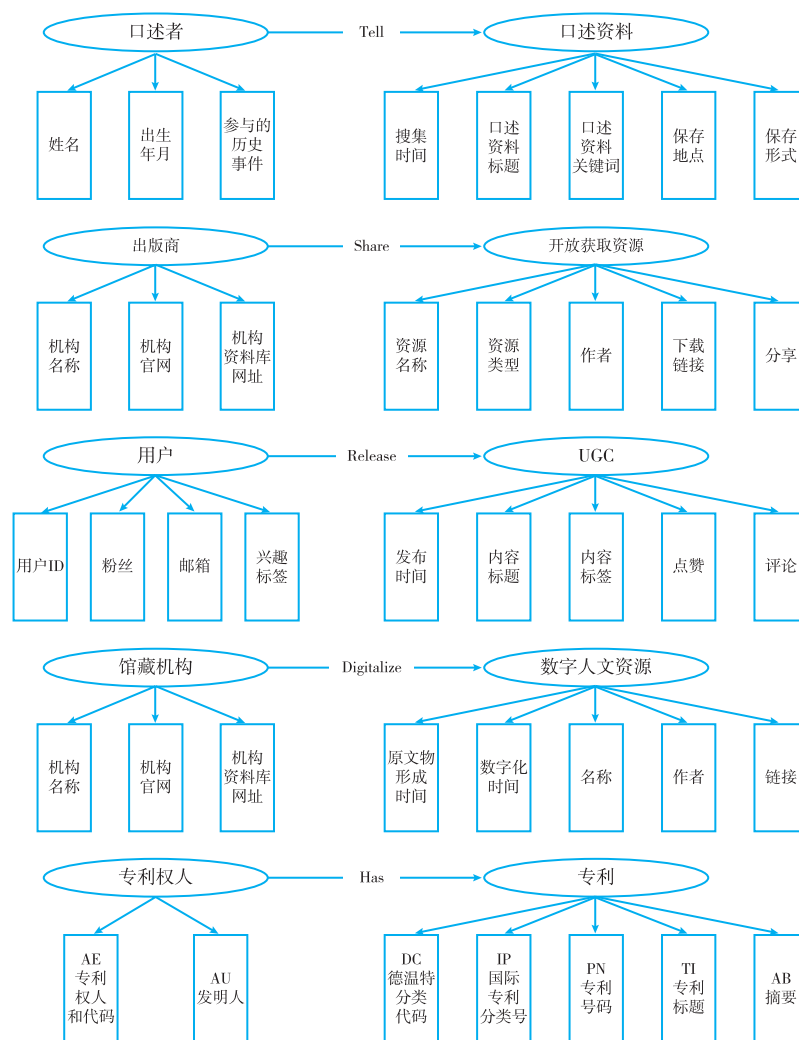 口述者
Tell
口述资料
姓名
出生
年月
参与的
历史
事件
搜集
时间
口述
资料
标题
口述
资料
关键词
保存
地点
保存
形式
出版商
Share
开放获取资源
机构
名称
机构
官网
机构
资料库
网址
资源
名称
资源
类型
作者
下载
链接
分享
用户
Release
UGC
用户ID
粉丝
邮箱
兴趣
标签
发布
时间
内容
标题
内容
标签
点赞
评论
馆藏机构
Digitalize
数字人文资源
机构
名称
机构
官网
机构
资料库
网址
原文物
形成
时间
数字化
时间
名称
作者
链接
专利权人
Has
专利
AE
专利
权人
和代码
AU
发明人
DC
德温特
分类
代码
IP
国际
专利
分类号
PN
专利
号码
TI
专利
标题
AB
摘要